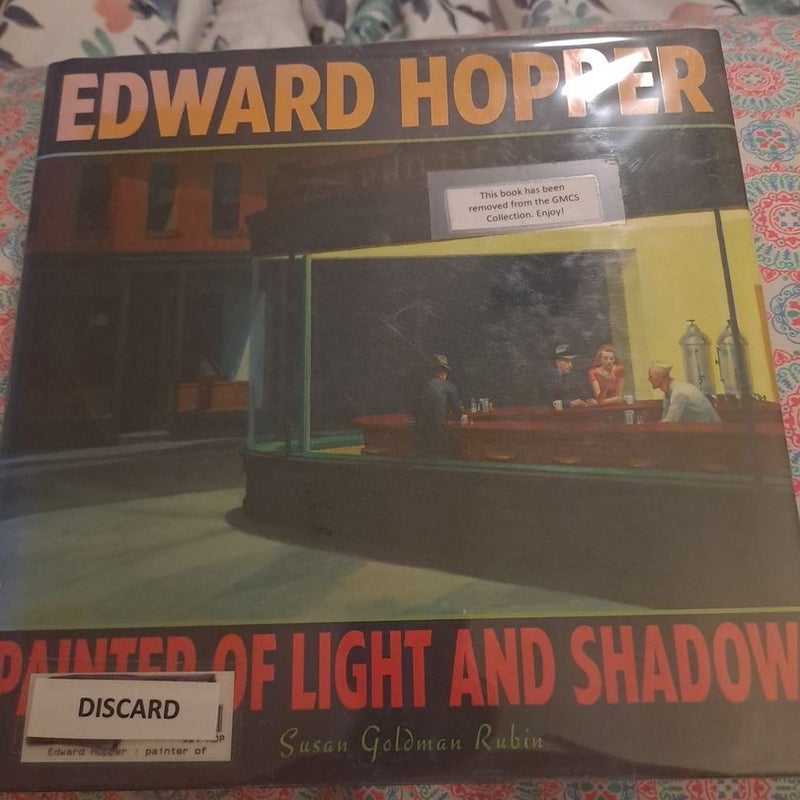 EDWARD HOPPER
This book has been
removed from the GMCS
Collection. Enjoy!
PAINTER OF LIGHT AND SHADOW
DISCARD
Edward Hopper : painter of
Susan Goldman Rubin